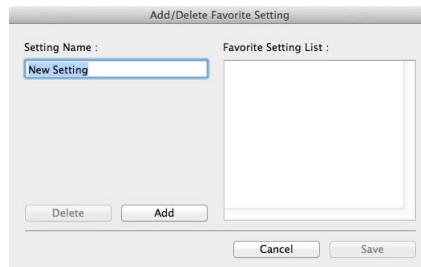 Add/Delete Favorite Setting
Setting Name :
New Setting
Favorite Setting List :
Delete
Add
Cancel
Save